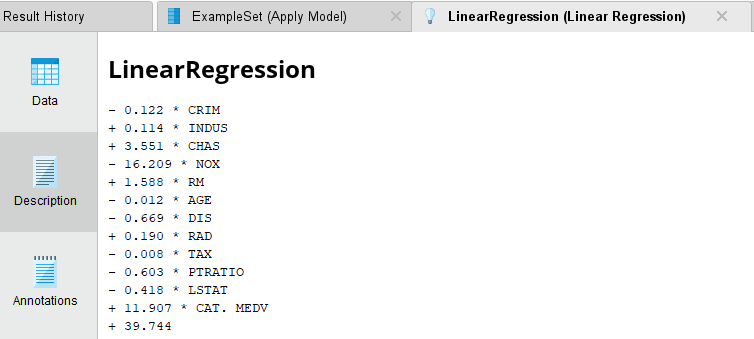 Result History
ExampleSet (Apply Model)
LinearRegression (Linear Regression)
Data
Description
Annotations
LinearRegression
- 0.122 * CRIM
+ 0.114 * INDUS
+ 3.551 * CHAS
- 16.209 * NOX
+ 1.588 * RM
- 0.012 * AGE
- 0.669 * DIS
+ 0.190 * RAD
- 0.008 * TAX
- 0.603 * PTRATIO
- 0.418 * LSTAT
+ 11.907 * CAT. MEDV
+ 39.744